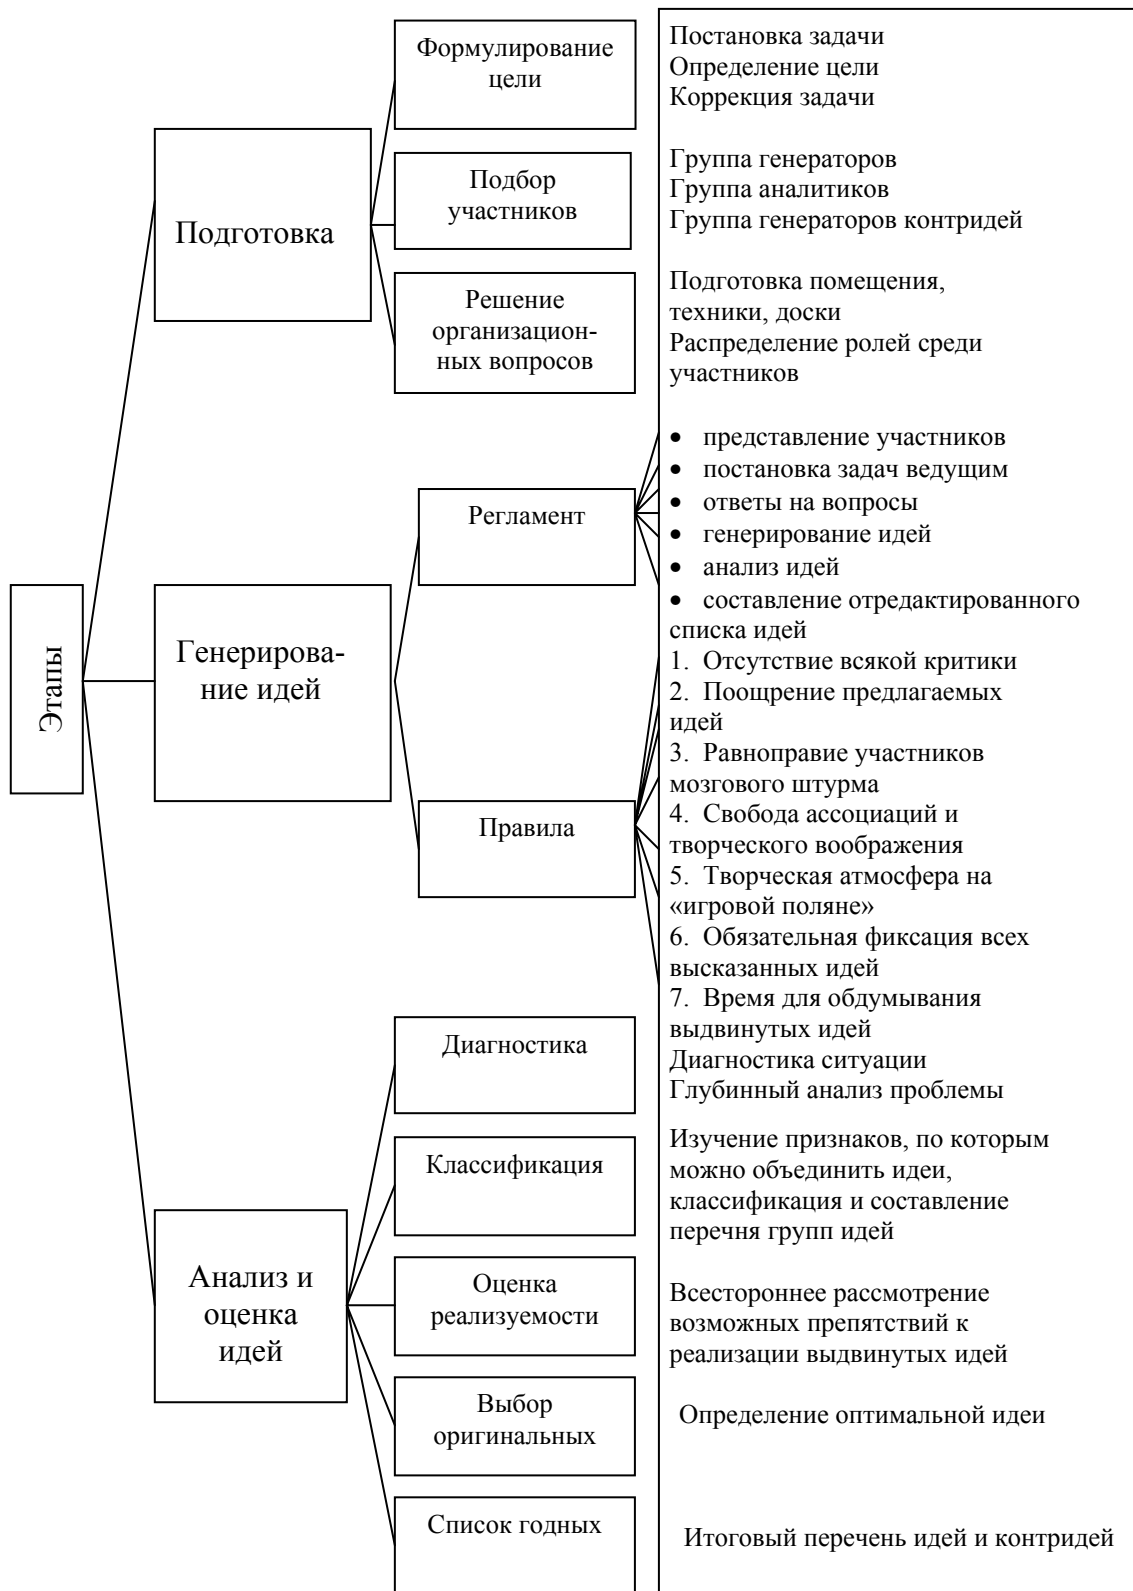 Этапы
Подготовка
Формулирование
цели
Постановка задачи
Определение цели
Коррекция задачи
Подбор
участников
Группа генераторов
Группа аналитиков
Группа генераторов контридей
Решение
организацион-
ных вопросов
Подготовка помещения,
техники, доски
Распределение ролей среди
участников
Генерирова-
ние идей
Регламент
• представление участников
• постановка задач ведущим
• ответы на вопросы
• генерирование идей
• анализ идей
• составление отредактированного
списка идей
Правила
1. Отсутствие всякой критики
2. Поощрение предлагаемых
идей
3. Равноправие участников
мозгового штурма
4. Свобода ассоциаций и
творческого воображения
5. Творческая атмосфера на
«игровой поляне»
6. Обязательная фиксация всех
высказанных идей
7. Время для обдумывания
выдвинутых идей
Анализ и
оценка
идей
Диагностика
Диагностика ситуации
Глубинный анализ проблемы
Классификация
Изучение признаков, по которым
можно объединить идеи,
классификация и составление
перечня групп идей
Оценка
реализуемости
Всестороннее рассмотрение
возможных препятствий к
реализации выдвинутых идей
Выбор
оригинальных
Определение оптимальной идеи
Список годных
Итоговый перечень идей и контридей